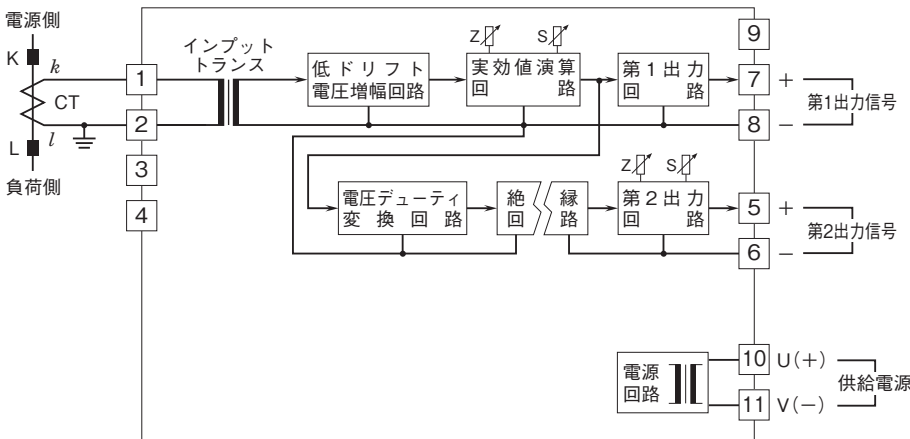 電源側
K
k
CT
L
l
負荷側
1
2
3
4
インプット
トランス
低ドリフト
電圧増幅回路
Z
S
実効値演算
回路
第1出力
回路
9
7
+
8
−
第1出力信号
電圧デューティ
変換回路
絶縁
回路
Z
S
第2出力
回路
5
+
6
−
第2出力信号
電源
回路
10
U(+)
11
V(−)
供給電源